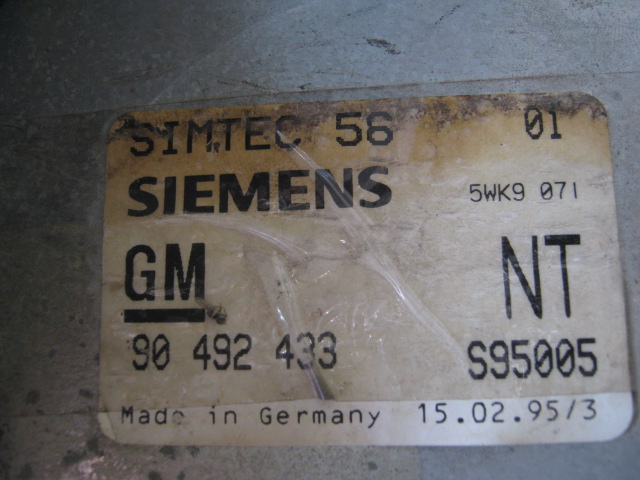 SIMTEC 56 01
SIEMENS 5WK9 071
GM NT
90 492 433 S95005
Made in Germany 15.02.95/3